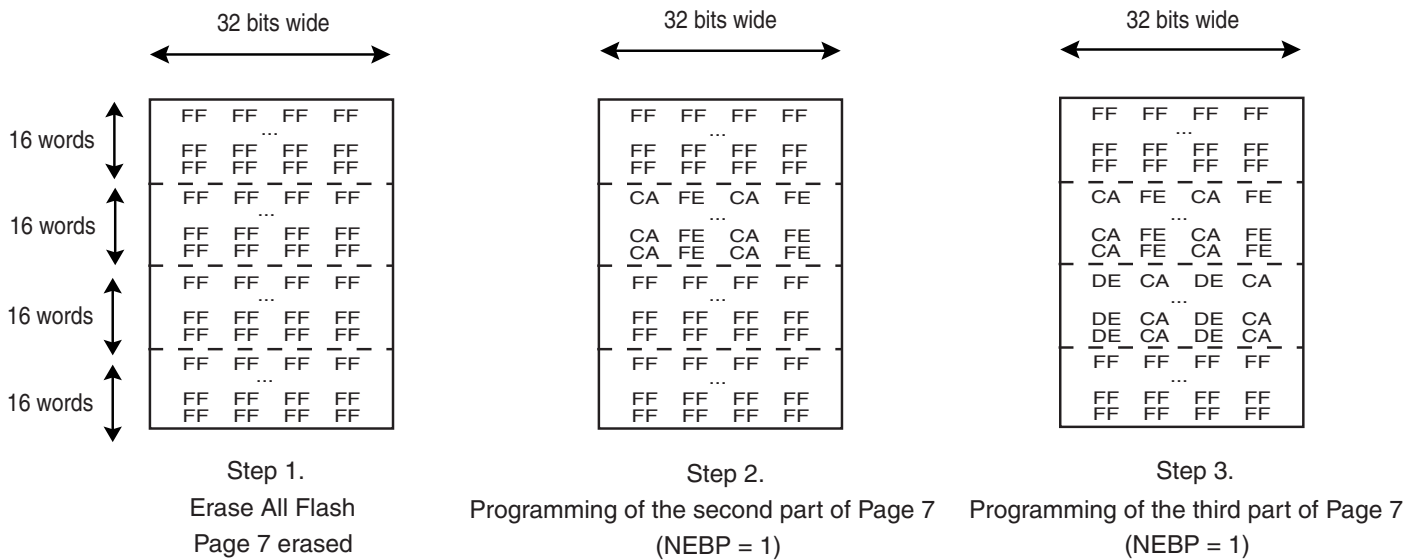 32 bits wide 32 bits wide 32 bits wide
16 words
16 words
16 words
16 words
FF FF FF FF
...
FF FF FF FF
FF FF FF FF
FF FF FF FF
...
FF FF FF FF
FF FF FF FF
FF FF FF FF
...
FF FF FF FF
FF FF FF FF
FF FF FF FF
...
FF FF FF FF
FF FF FF FF
Step 1.
Erase All Flash
Page 7 erased
FF FF FF FF
...
FF FF FF FF
FF FF FF FF
CA FE CA FE
...
CA FE CA FE
CA FE CA FE
FF FF FF FF
...
FF FF FF FF
FF FF FF FF
FF FF FF FF
...
FF FF FF FF
FF FF FF FF
Step 2.
Programming of the second part of Page 7
(NEBP = 1)
FF FF FF FF
...
FF FF FF FF
FF FF FF FF
CA FE CA FE
...
CA FE CA FE
CA FE CA FE
DE CA DE CA
...
DE CA DE CA
DE CA DE CA
FF FF FF FF
...
FF FF FF FF
FF FF FF FF
Step 3.
Programming of the third part of Page 7
(NEBP = 1)